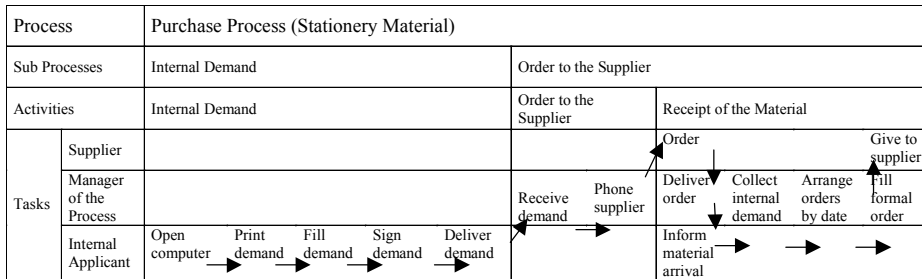 Process
Purchase Process (Stationery Material)
Sub Processes
Internal Demand
Order to the Supplier
Activities
Internal Demand
Order to the
Supplier
Receipt of the Material
Tasks
Supplier
Order
Give to
supplier
Manager
of the
Process
Receive
demand
Phone
supplier
Deliver
order
Collect
internal
demand
Arrange
orders
by date
Fill
formal
order
Internal
Applicant
Open
computer
Print
demand
Fill
demand
Sign
demand
Deliver
demand
Inform
material
arrival